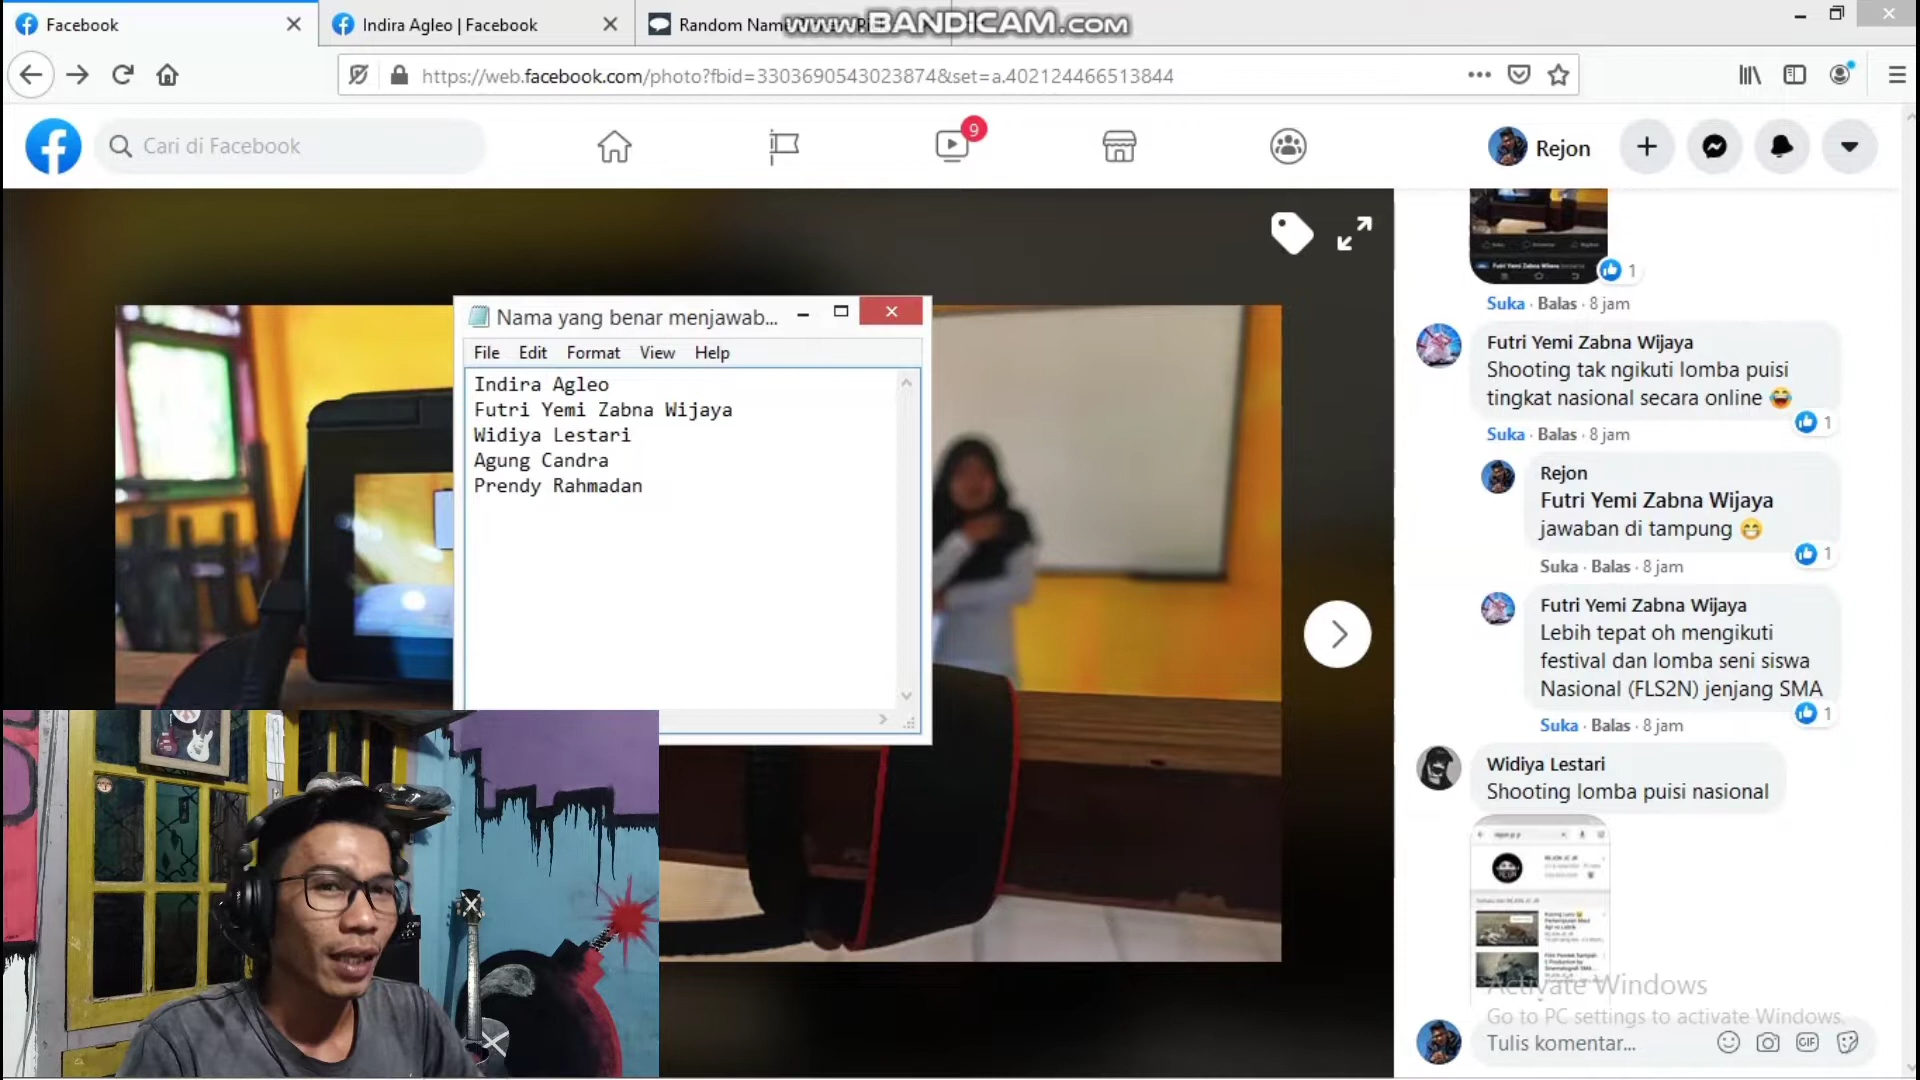 Facebook
Indira Agleo | Facebook
Random Name
www.BANDICAM.com
https://web.facebook.com/photo?fbid=3303690543023874&set=a.402124466513844
Cari di Facebook
9
Rejon
1
Suka · Balas · 8 jam
Nama yang benar menjawab...
File Edit Format View Help
Indira Agleo
Futri Yemi Zabna Wijaya
Widiya Lestari
Agung Candra
Prendy Rahmadan
Futri Yemi Zabna Wijaya
Shooting tak ngikuti lomba puisi
tingkat nasional secara online 😂
1
Suka · Balas · 8 jam
Rejon
Futri Yemi Zabna Wijaya
jawaban di tampung 😁
1
Suka · Balas · 8 jam
Futri Yemi Zabna Wijaya
Lebih tepat oh mengikuti
festival dan lomba seni siswa
Nasional (FLS2N) jenjang SMA
1
Suka · Balas · 8 jam
Widiya Lestari
Shooting lomba puisi nasional
Activate Windows
Go to PC settings to activate Windows.
Tulis komentar...
GIF